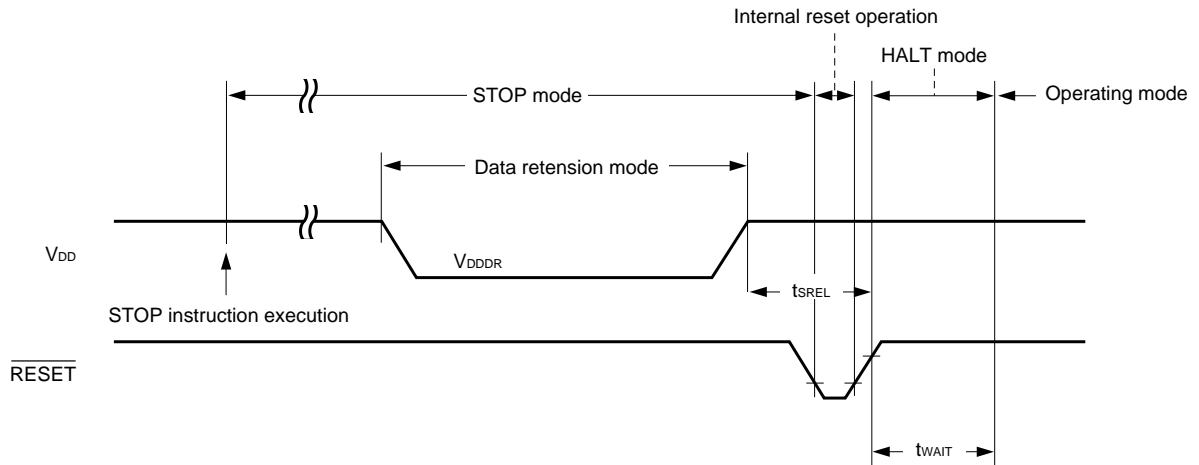 Internal reset operation
HALT mode
STOP mode
Operating mode
Data retension mode
VDD
VDDDR
tSREL
STOP instruction execution
RESET
tWAIT